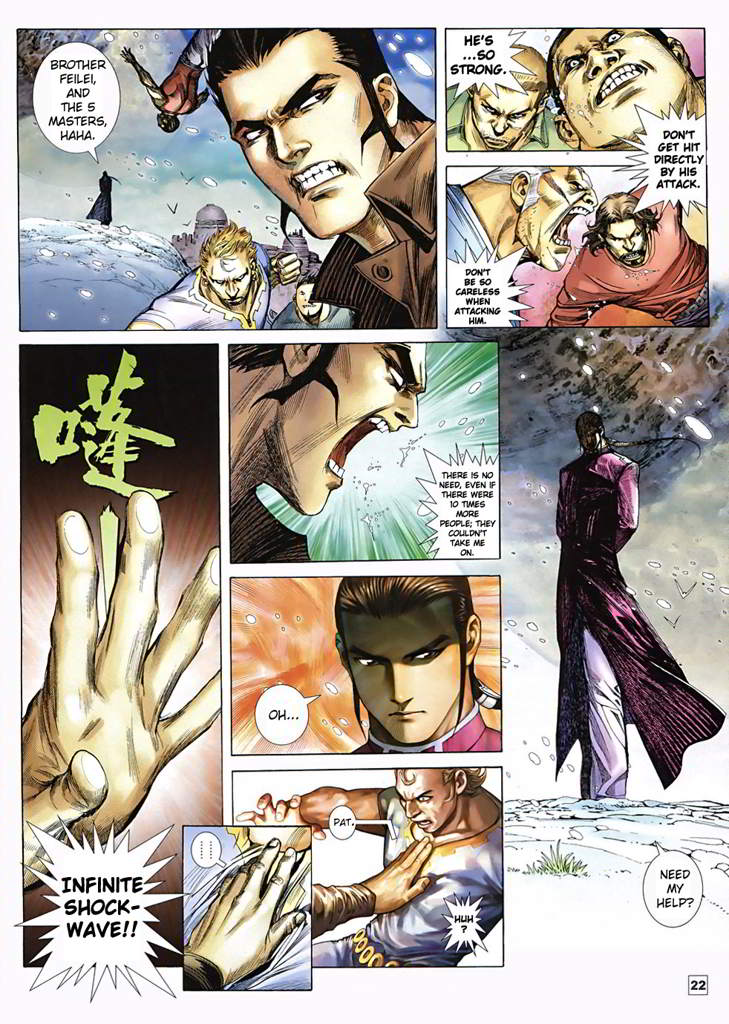 BROTHER
FEILEI,
AND
THE 5
MASTERS,
HAHA.
HE'S
...SO
STRONG.
DON'T
GET HIT
DIRECTLY
BY HIS
ATTACK.
DON'T
BE SO
CARELESS
WHEN
ATTACKING
HIM.
噠
THERE IS NO
NEED, EVEN IF
THERE WERE
10 TIMES
MORE
PEOPLE; THEY
COULDN'T
TAKE ME
ON.
OH...
NEED
MY
HELP?
INFINITE
SHOCK-
WAVE!!
......
PAT.
HUH
?
22